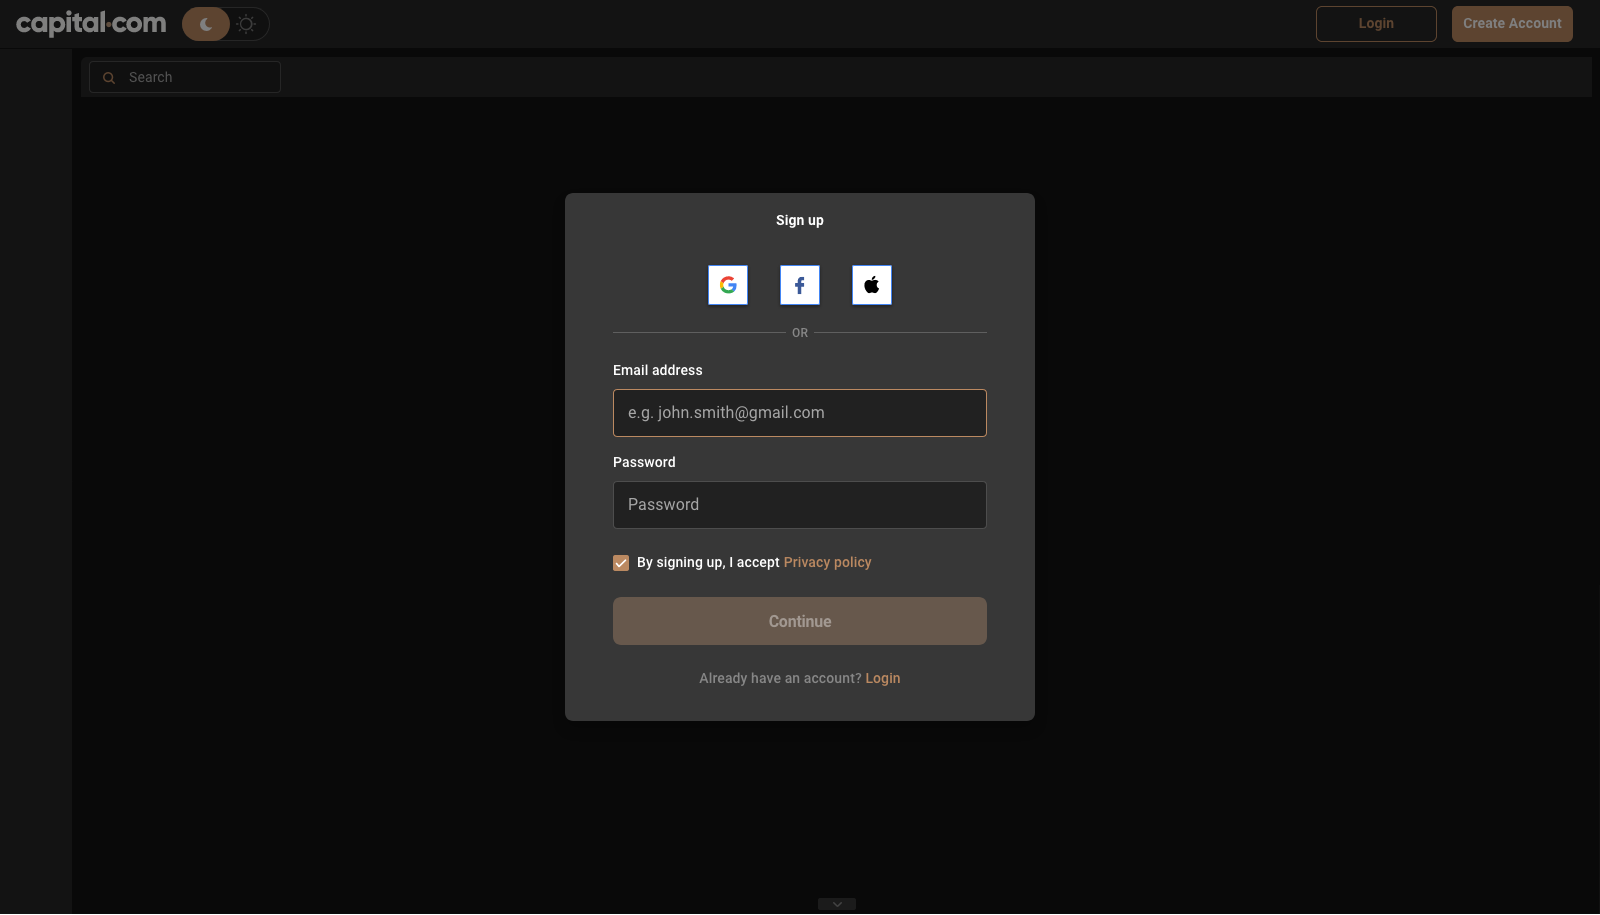 capital.com
Login
Create Account
Search
Sign up
OR
Email address
e.g. john.smith@gmail.com
Password
Password
By signing up, I accept Privacy policy
Continue
Already have an account? Login